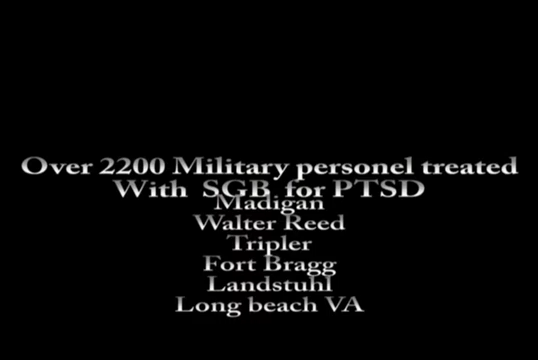 Over 2200 Military personel treated
With SGB for PTSD
Madigan
Walter Reed
Tripler
Fort Bragg
Landstuhl
Long beach VA